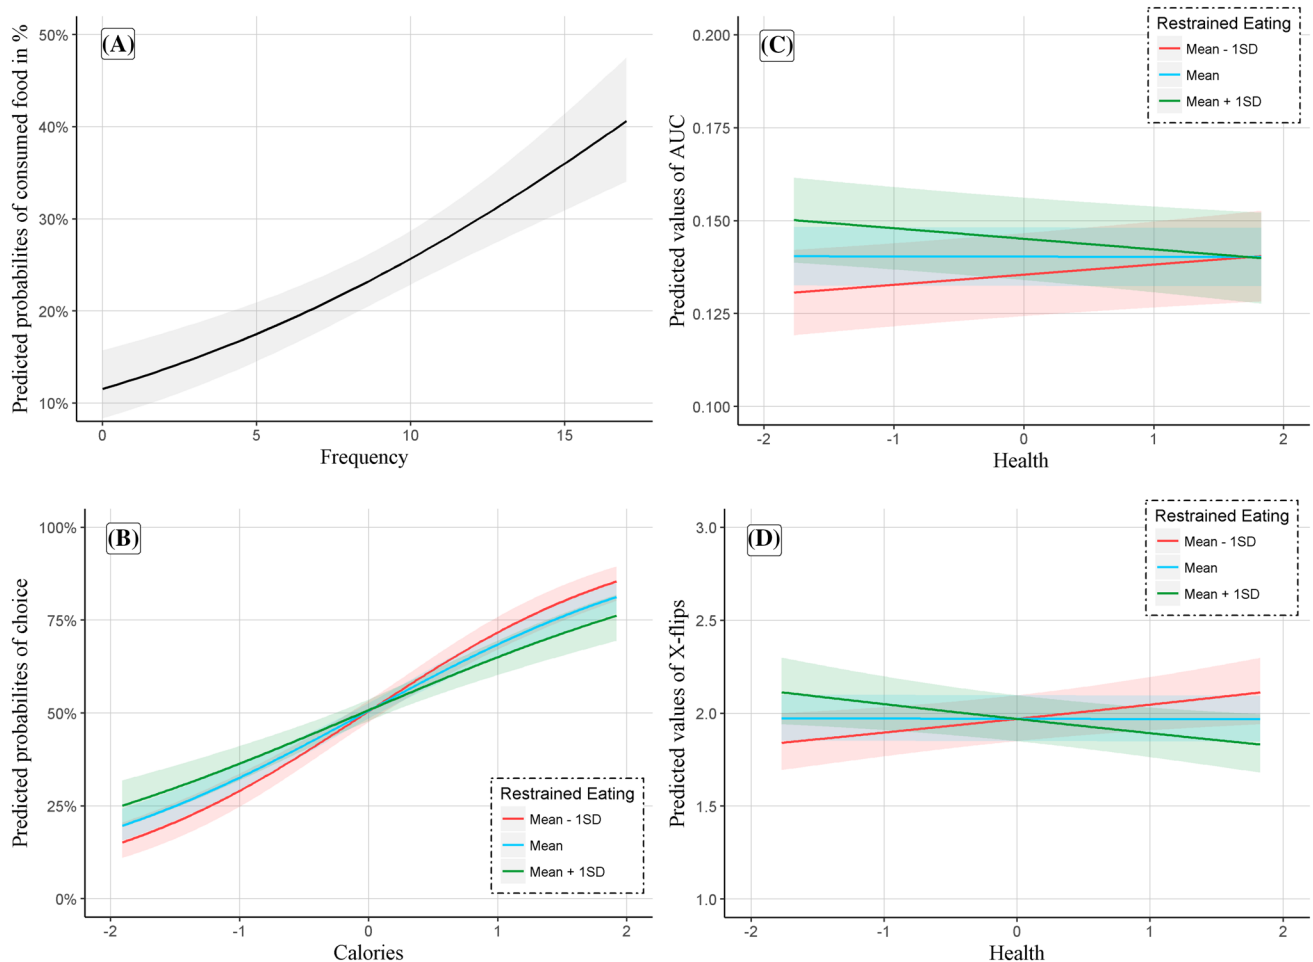 (A)
Predicted probabilites of consumed food in %
50%
40%
30%
20%
10%
0
5
10
15
Frequency
(C)
Restrained Eating
Mean - 1SD
Mean
Mean + 1SD
Predicted values of AUC
0.200
0.175
0.150
0.125
0.100
-2
-1
0
1
2
Health
(B)
Predicted probabilites of choice
100%
75%
50%
25%
0%
Restrained Eating
Mean - 1SD
Mean
Mean + 1SD
-2
-1
0
1
2
Calories
(D)
Restrained Eating
Mean - 1SD
Mean
Mean + 1SD
Predicted values of X-flips
3.0
2.5
2.0
1.5
1.0
-2
-1
0
1
2
Health